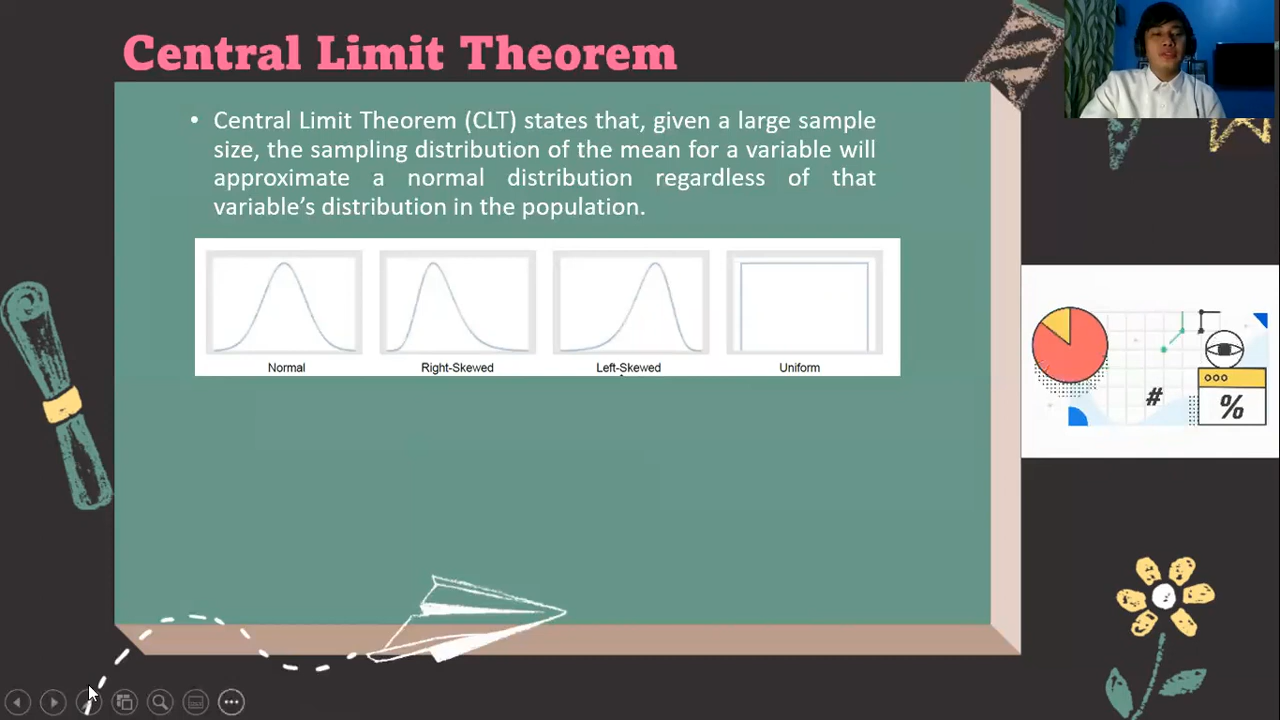 Central Limit Theorem
• Central Limit Theorem (CLT) states that, given a large sample
size, the sampling distribution of the mean for a variable will
approximate a normal distribution regardless of that
variable's distribution in the population.
Normal Right-Skewed Left-Skewed Uniform
#
%